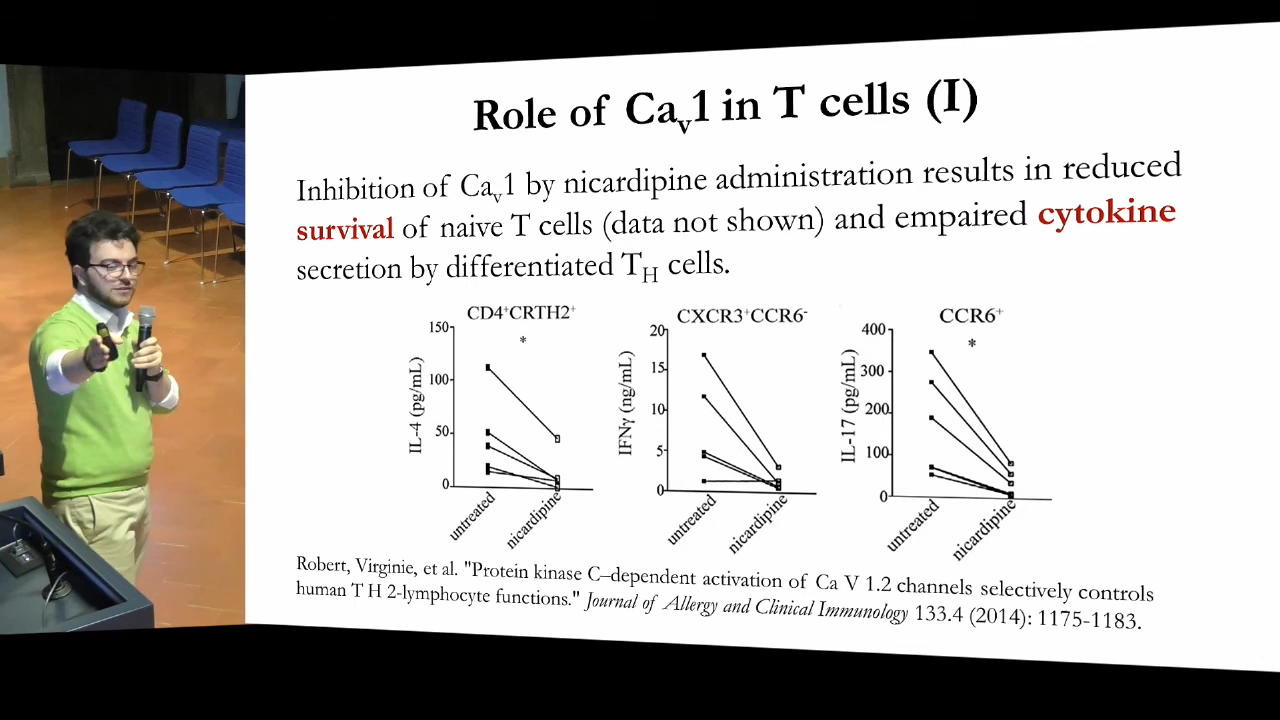 Role of Caᵥ1 in T cells (I)
Inhibition of Caᵥ1 by nicardipine administration results in reduced
survival of naive T cells (data not shown) and empaired cytokine
secretion by differentiated T_H cells.
CD4⁺CRTH2⁺
*
IL-4 (pg/mL)
150
100
50
0
untreated
nicardipine
CXCR3⁺CCR6⁻
IFNγ (ng/mL)
20
15
10
5
0
untreated
nicardipine
CCR6⁺
*
IL-17 (pg/mL)
400
300
200
100
0
untreated
nicardipine
Robert, Virginie, et al. "Protein kinase C–dependent activation of Ca V 1.2 channels selectively controls
human T H 2-lymphocyte functions." Journal of Allergy and Clinical Immunology 133.4 (2014): 1175-1183.